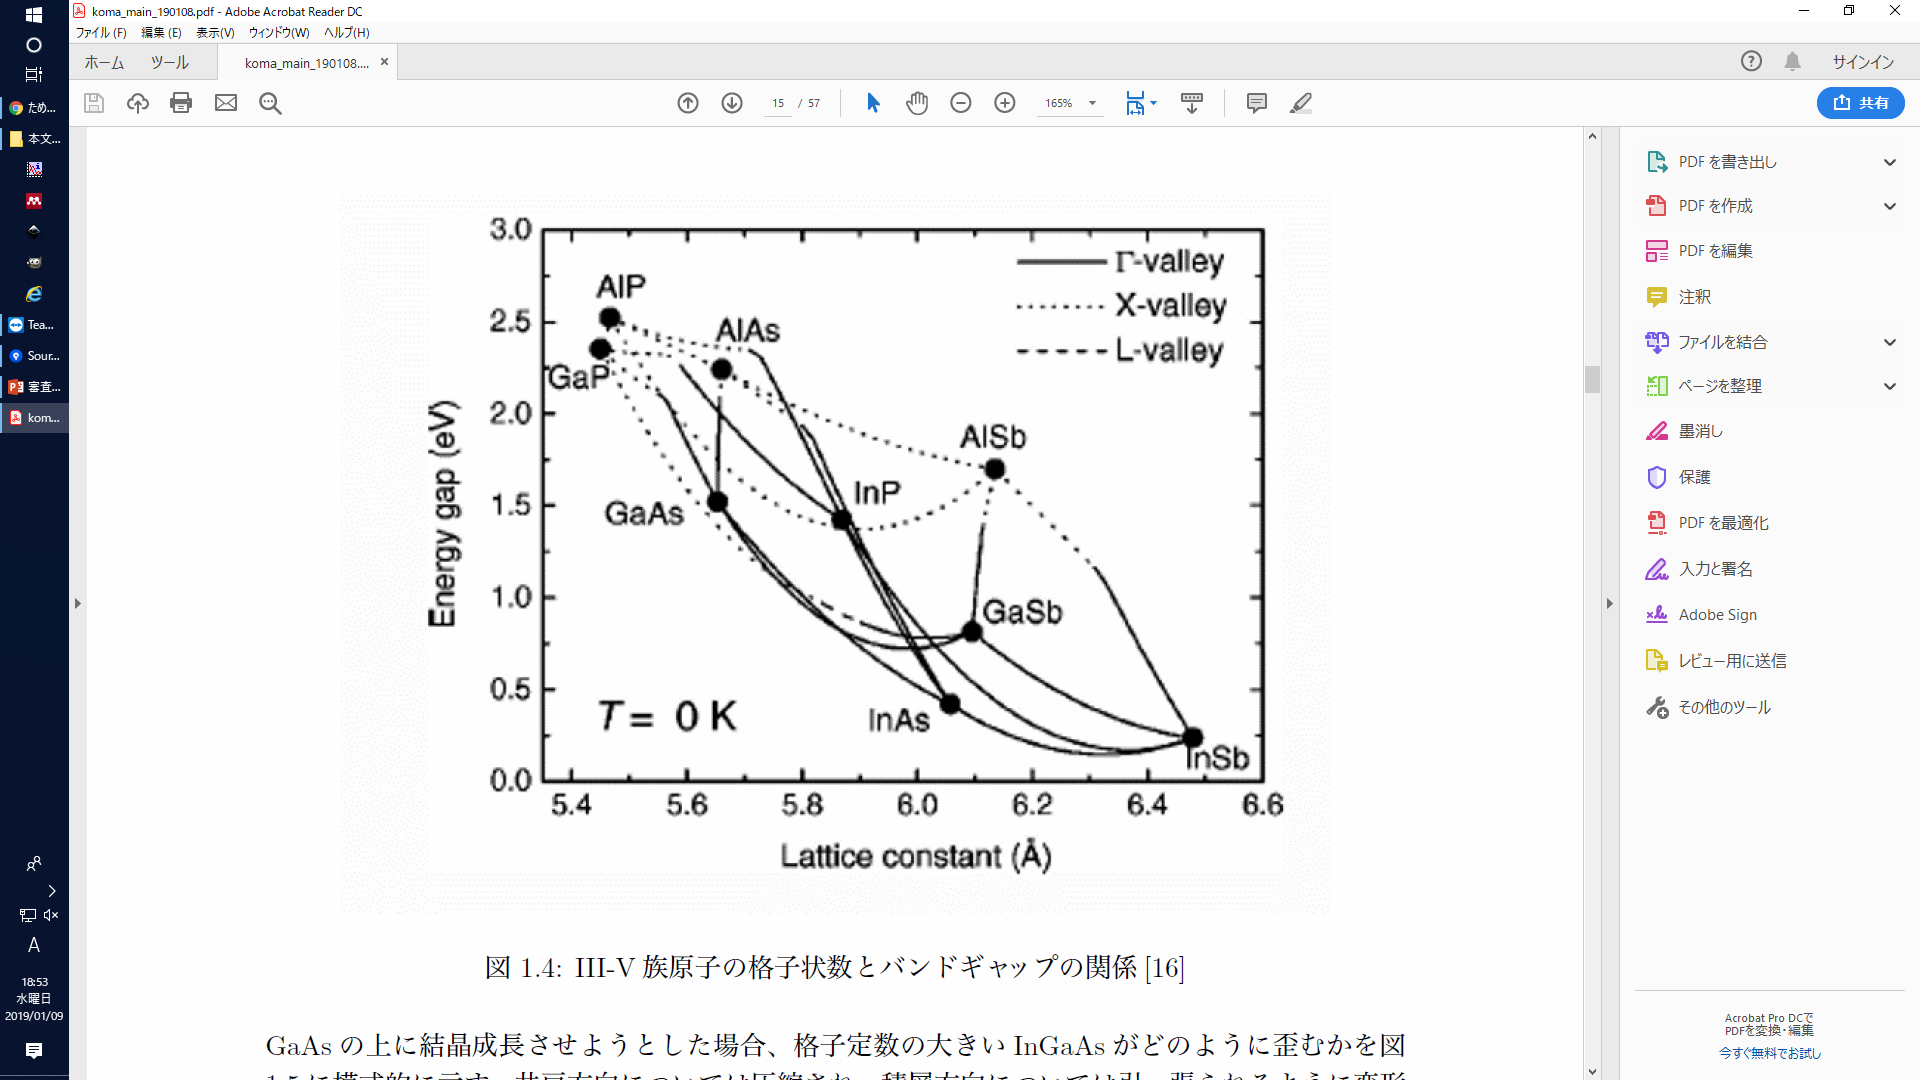 koma_main_190108.pdf - Adobe Acrobat Reader DC
ファイル (F) 編集 (E) 表示(V) ウィンドウ(W) ヘルプ(H)
ホーム ツール koma_main_190108.... × サインイン
15 / 57 165% 共有
ため...
本文...
Tea...
Sour...
審査...
kom...
A
18:53
水曜日
2019/01/09
3.0
2.5
2.0
1.5
1.0
0.5
0.0
Energy gap (eV)
Γ-valley
X-valley
L-valley
AlP
AlAs
GaP
AlSb
InP
GaAs
GaSb
InAs
InSb
T = 0 K
5.4 5.6 5.8 6.0 6.2 6.4 6.6
Lattice constant (Å)
図 1.4: III-V 族原子の格子状数とバンドギャップの関係 [16]
GaAs の上に結晶成長させようとした場合、格子定数の大きい InGaAs がどのように歪むかを図
PDF を書き出し
PDF を作成
PDF を編集
注釈
ファイルを結合
ページを整理
墨消し
保護
PDF を最適化
入力と署名
Adobe Sign
レビュー用に送信
その他のツール
Acrobat Pro DCで
PDFを変換・編集
今すぐ無料でお試し